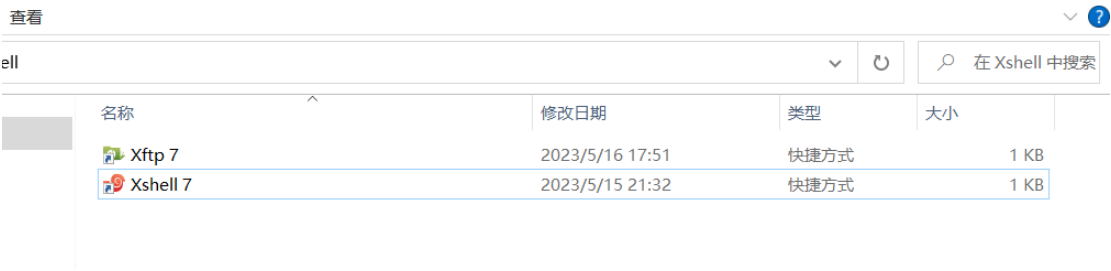 查看
ell
在 Xshell 中搜索
名称 修改日期 类型 大小
Xftp 7 2023/5/16 17:51 快捷方式 1 KB
Xshell 7 2023/5/15 21:32 快捷方式 1 KB